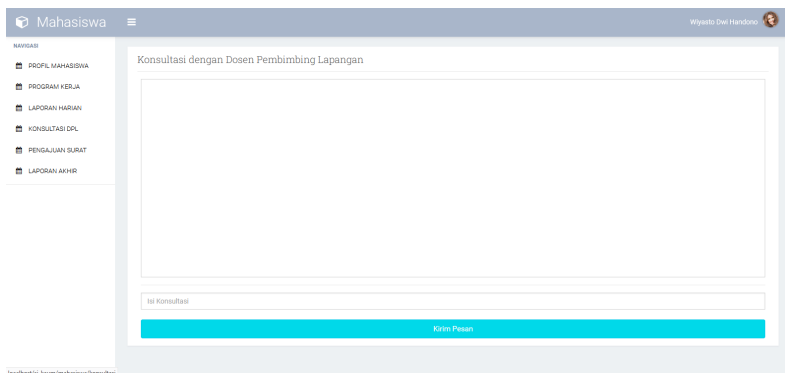 Mahasiswa
Wiyasto Dwi Handono
NAVIGASI
PROFIL MAHASISWA
PROGRAM KERJA
LAPORAN HARIAN
KONSULTASI DPL
PENGAJUAN SURAT
LAPORAN AKHIR
Konsultasi dengan Dosen Pembimbing Lapangan
Isi Konsultasi
Kirim Pesan